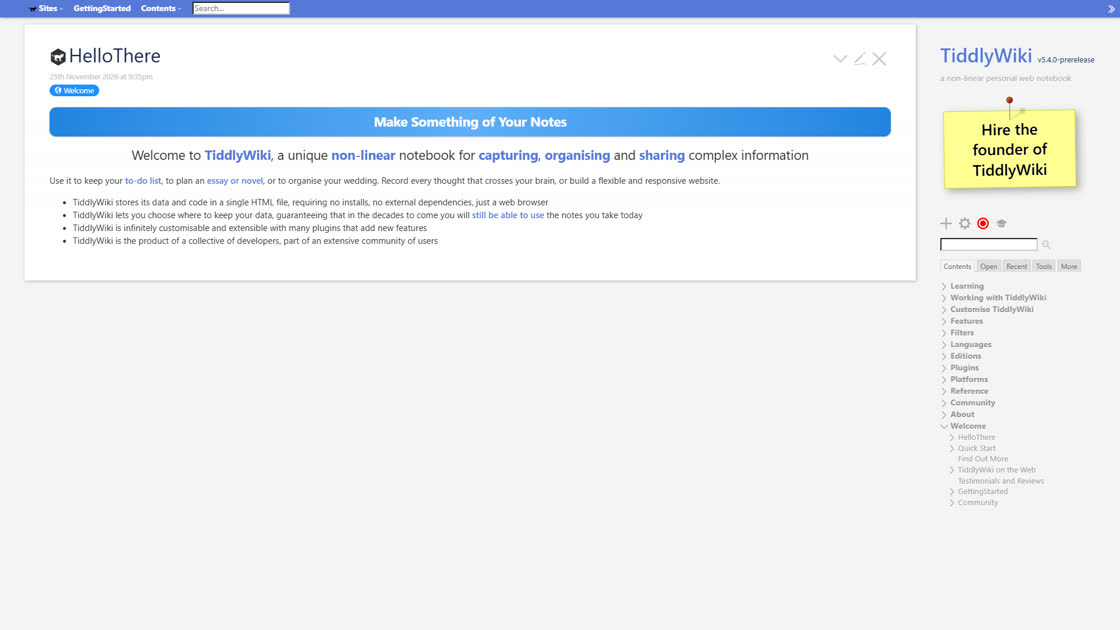 Sites
GettingStarted
Contents
Search...
HelloThere
25th November 2026 at 9:35pm
Welcome
Make Something of Your Notes
Welcome to TiddlyWiki, a unique non-linear notebook for capturing, organising and sharing complex information
Use it to keep your to-do list, to plan an essay or novel, or to organise your wedding. Record every thought that crosses your brain, or build a flexible and responsive website.
TiddlyWiki stores its data and code in a single HTML file, requiring no installs, no external dependencies, just a web browser
TiddlyWiki lets you choose where to keep your data, guaranteeing that in the decades to come you will still be able to use the notes you take today
TiddlyWiki is infinitely customisable and extensible with many plugins that add new features
TiddlyWiki is the product of a collective of developers, part of an extensive community of users
TiddlyWiki v5.4.0-prerelease
a non-linear personal web notebook
Hire the
founder of
TiddlyWiki
Contents
Open
Recent
Tools
More
Learning
Working with TiddlyWiki
Customise TiddlyWiki
Features
Filters
Languages
Editions
Plugins
Platforms
Reference
Community
About
Welcome
HelloThere
Quick Start
Find Out More
TiddlyWiki on the Web
Testimonials and Reviews
GettingStarted
Community